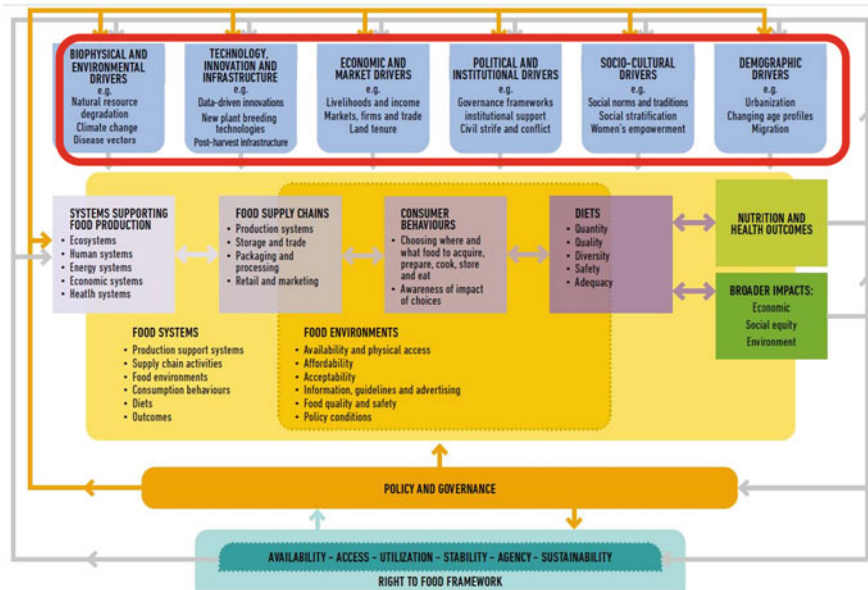 BIOPHYSICAL AND
ENVIRONMENTAL
DRIVERS
e.g.
Natural resource
degradation
Climate change
Disease vectors
TECHNOLOGY,
INNOVATION AND
INFRASTRUCTURE
e.g.
Data-driven innovations
New plant breeding
technologies
Post-harvest infrastructure
ECONOMIC AND
MARKET DRIVERS
e.g.
Livelihoods and income
Markets, firms and trade
Land tenure
POLITICAL AND
INSTITUTIONAL DRIVERS
e.g.
Governance frameworks
institutional support
Civil strife and conflict
SOCIO-CULTURAL
DRIVERS
e.g.
Social norms and traditions
Social stratification
Women's empowerment
DEMOGRAPHIC
DRIVERS
e.g.
Urbanization
Changing age profiles
Migration
SYSTEMS SUPPORTING
FOOD PRODUCTION
• Ecosystems
• Human systems
• Energy systems
• Economic systems
• Health systems
FOOD SUPPLY CHAINS
• Production systems
• Storage and trade
• Packaging and
processing
• Retail and marketing
CONSUMER
BEHAVIOURS
• Choosing where and
what food to acquire,
prepare, cook, store
and eat
• Awareness of impact
of choices
DIETS
• Quantity
• Quality
• Diversity
• Safety
• Adequacy
NUTRITION AND
HEALTH OUTCOMES
BROADER IMPACTS:
Economic
Social equity
Environment
FOOD SYSTEMS
• Production support systems
• Supply chain activities
• Food environments
• Consumption behaviours
• Diets
• Outcomes
FOOD ENVIRONMENTS
• Availability and physical access
• Affordability
• Acceptability
• Information, guidelines and advertising
• Food quality and safety
• Policy conditions
POLICY AND GOVERNANCE
AVAILABILITY – ACCESS – UTILIZATION – STABILITY – AGENCY – SUSTAINABILITY
RIGHT TO FOOD FRAMEWORK